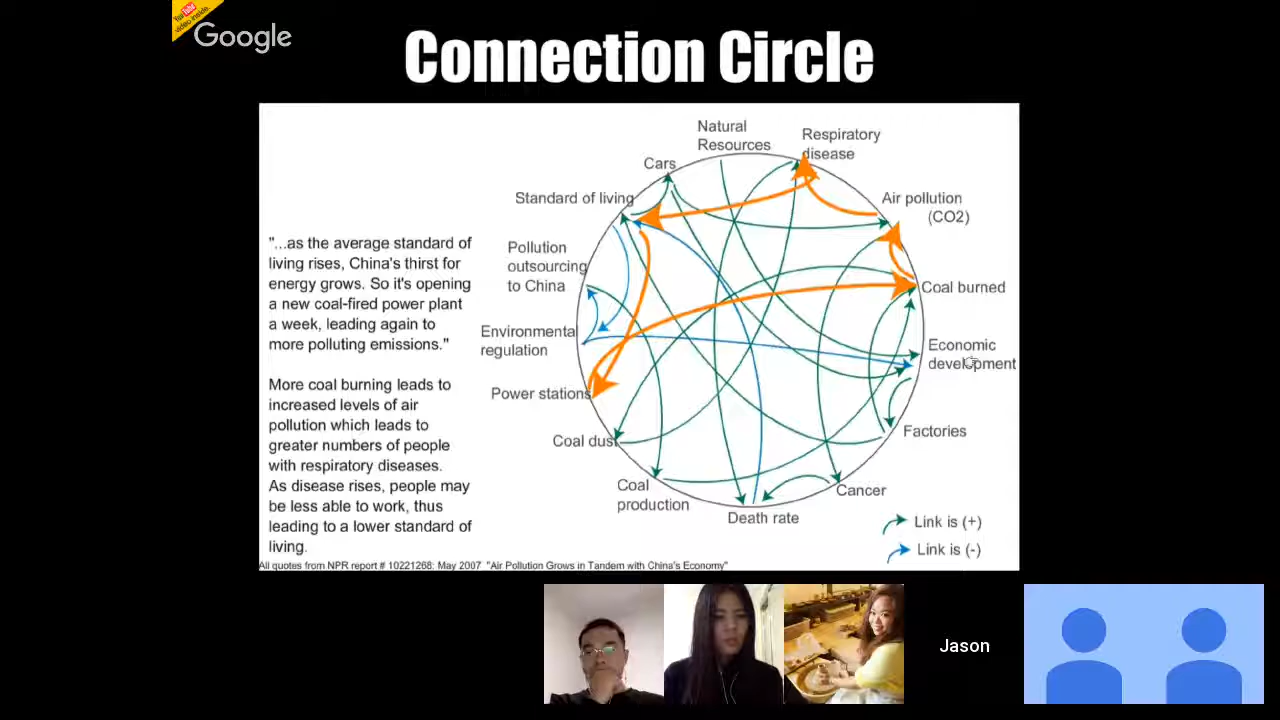 YouTube
video inside.
Google
Connection Circle
Natural
Resources
Respiratory
disease
Cars
Standard of living
Air pollution
(CO2)
Pollution
outsourcing
to China
Coal burned
Environmental
regulation
Economic
development
Power stations
Factories
Coal dust
Coal
production
Cancer
Death rate
Link is (+)
Link is (-)
"...as the average standard of
living rises, China's thirst for
energy grows. So it's opening
a new coal-fired power plant
a week, leading again to
more polluting emissions."
More coal burning leads to
increased levels of air
pollution which leads to
greater numbers of people
with respiratory diseases.
As disease rises, people may
be less able to work, thus
leading to a lower standard of
living.
All quotes from NPR report # 10221268: May 2007 "Air Pollution Grows in Tandem with China's Economy"
Jason